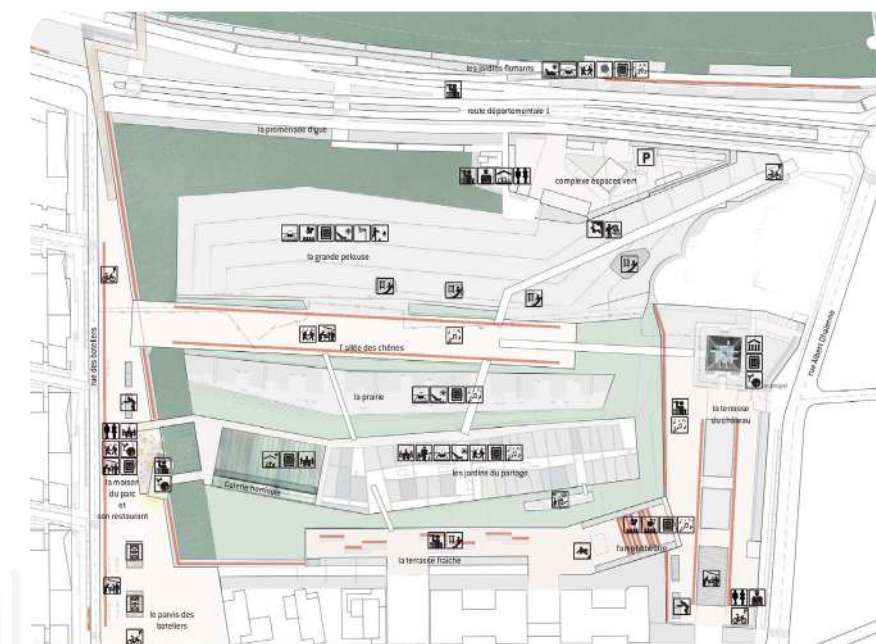 les jardins flottants
route départementale 1
la promenade digue
P
complexe espaces vert
la grande pelouse
rue des bateliers
l'allée des chênes
rue Albert Dhalenne
la prairie
la terrasse
du château
les jardins du partage
la maison
du parc
et
son restaurant
la terrasse fraîche
le parvis des
bateliers